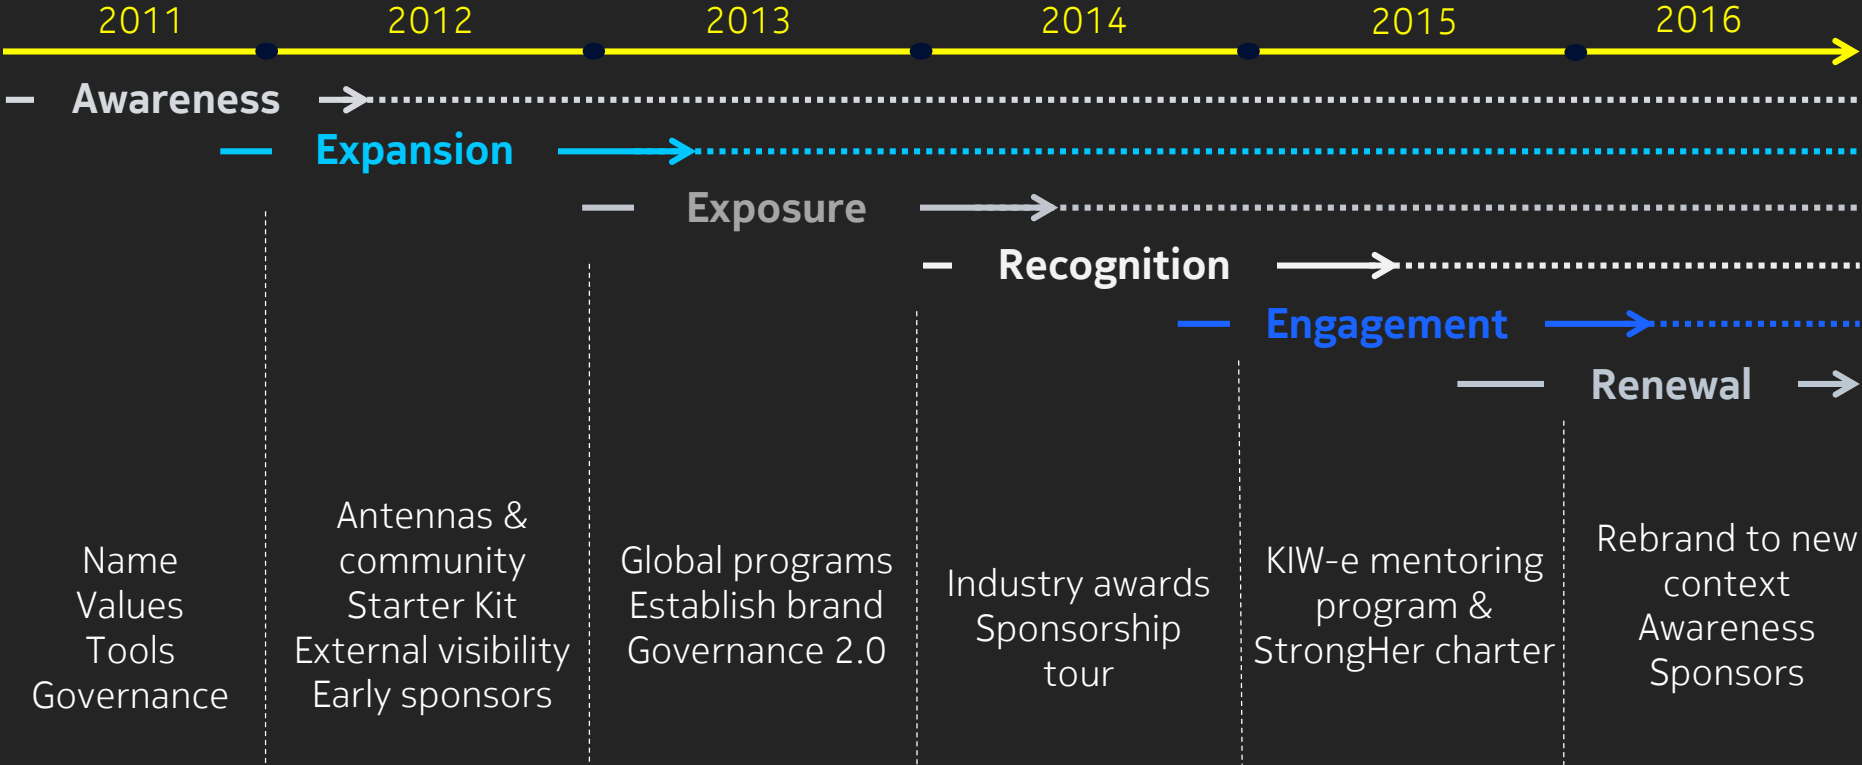 2011 2012 2013 2014 2015 2016
Awareness
Expansion
Exposure
Recognition
Engagement
Renewal
Name
Values
Tools
Governance
Antennas &
community
Starter Kit
External visibility
Early sponsors
Global programs
Establish brand
Governance 2.0
Industry awards
Sponsorship
tour
KIW-e mentoring
program &
StrongHer charter
Rebrand to new
context
Awareness
Sponsors